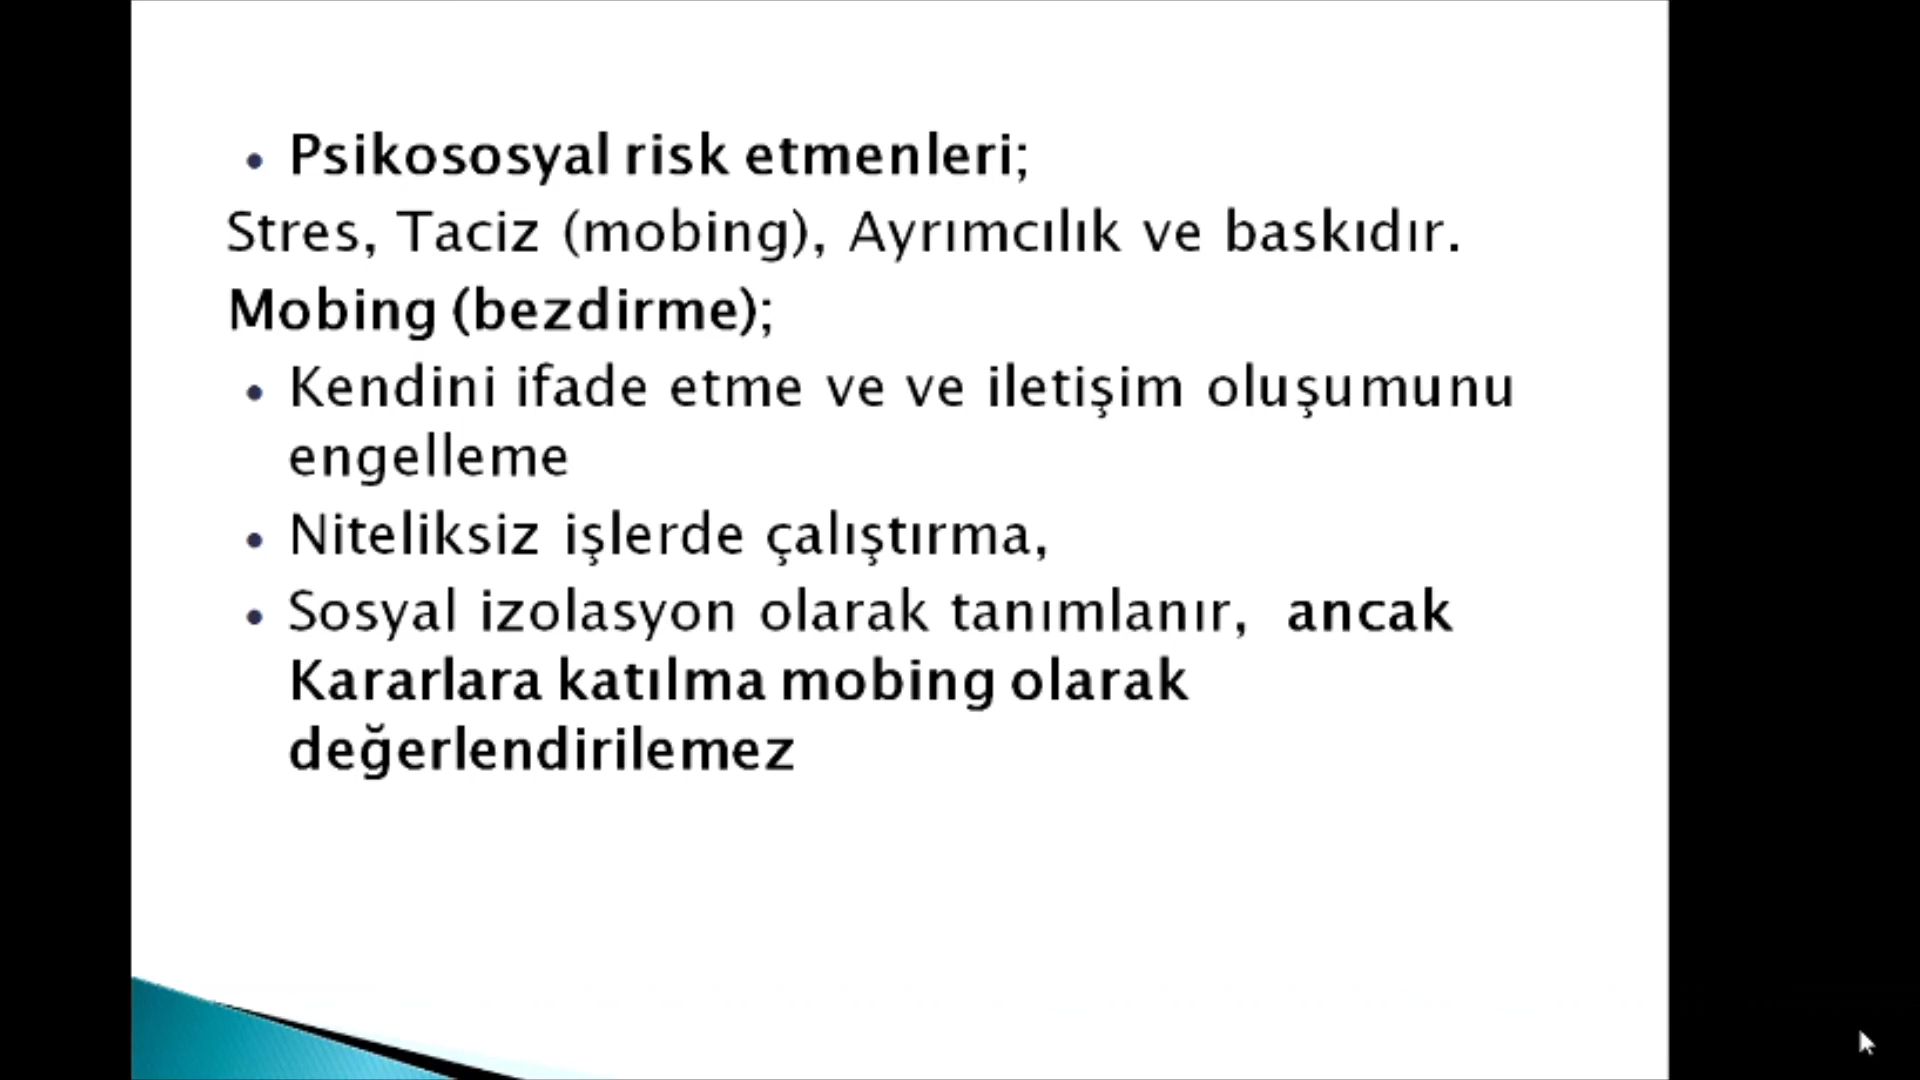 • Psikososyal risk etmenleri;
Stres, Taciz (mobing), Ayrımcılık ve baskıdır.
Mobing (bezdirme);
• Kendini ifade etme ve ve iletişim oluşumunu
engelleme
• Niteliksiz işlerde çalıştırma,
• Sosyal izolasyon olarak tanımlanır, ancak
Kararlara katılma mobing olarak
değerlendirilemez